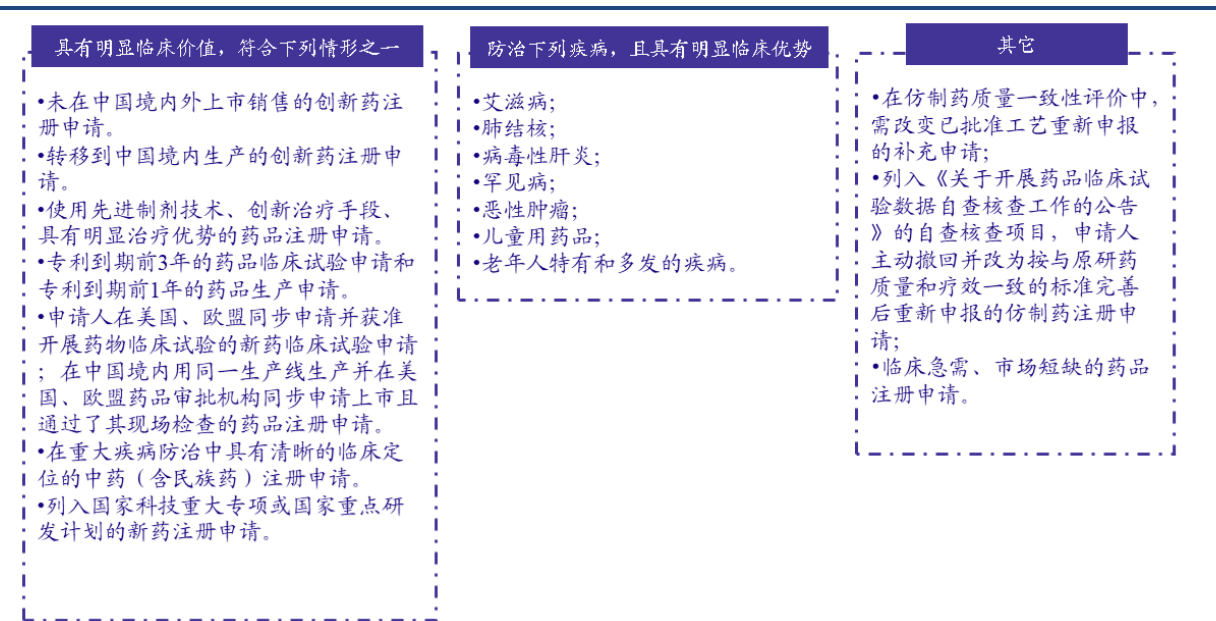 具有明显临床价值，符合下列情形之一
•未在中国境内外上市销售的创新药注
册申请。
•转移到中国境内生产的创新药注册申
请。
•使用先进制剂技术、创新治疗手段、
具有明显治疗优势的药品注册申请。
•专利到期前3年的药品临床试验申请和
专利到期前1年的药品生产申请。
•申请人在美国、欧盟同步申请并获准
开展药物临床试验的新药临床试验申请
；在中国境内用同一生产线生产并在美
国、欧盟药品审批机构同步申请上市且
通过了其现场检查的药品注册申请。
•在重大疾病防治中具有清晰的临床定
位的中药（含民族药）注册申请。
•列入国家科技重大专项或国家重点研
发计划的新药注册申请。
防治下列疾病，且具有明显临床优势
•艾滋病;
•肺结核;
•病毒性肝炎;
•罕见病;
•恶性肿瘤;
•儿童用药品;
•老年人特有和多发的疾病。
其它
•在仿制药质量一致性评价中，
需改变已批准工艺重新申报
的补充申请;
•列入《关于开展药品临床试
验数据自查核查工作的公告
》的自查核查项目，申请人
主动撤回并改为按与原研药
质量和疗效一致的标准完善
后重新申报的仿制药注册申
请;
•临床急需、市场短缺的药品
注册申请。